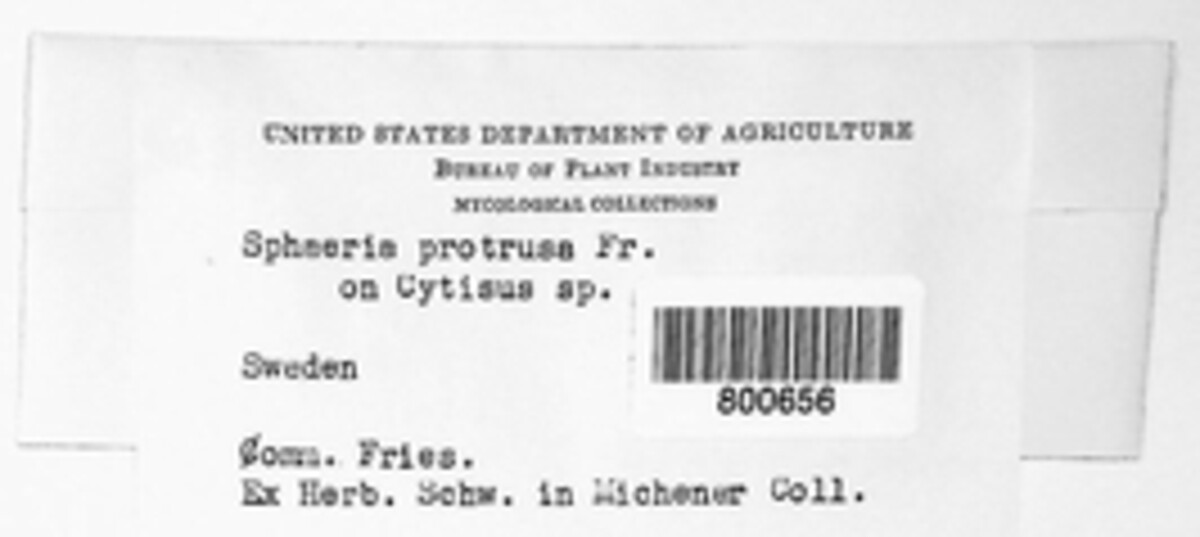 UNITED STATES DEPARTMENT OF AGRICULTURE
BUREAU OF PLANT INDUSTRY
MYCOLOGICAL COLLECTIONS
Sphaeria protrusa Fr.
on Cytisus sp.
Sweden
800656
Comm. Fries.
Ex Herb. Schw. in Michener Coll.